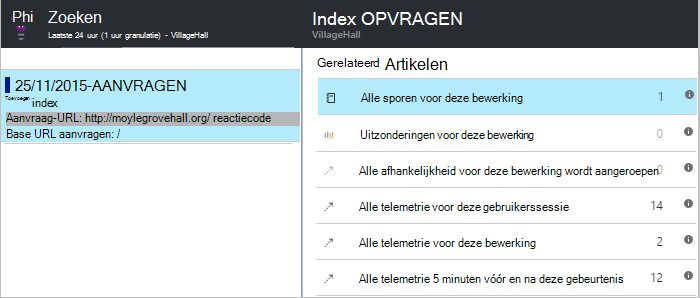 Phi Zoeken
Laatste 24 uur (1 uur granulatie) - VillageHall
25/11/2015-AANVRAGEN
Toevoegen index
Aanvraag-URL: http://moylegrovehall.org/ reactiecode
Base URL aanvragen: /
Index OPVRAGEN
VillageHall
Gerelateerd Artikelen
Alle sporen voor deze bewerking 1
Uitzonderingen voor deze bewerking 0
Alle afhankelijkheid voor deze bewerking wordt aangeroepen 0
Alle telemetrie voor deze gebruikerssessie 14
Alle telemetrie voor deze bewerking 2
Alle telemetrie 5 minuten vóór en na deze gebeurtenis 12